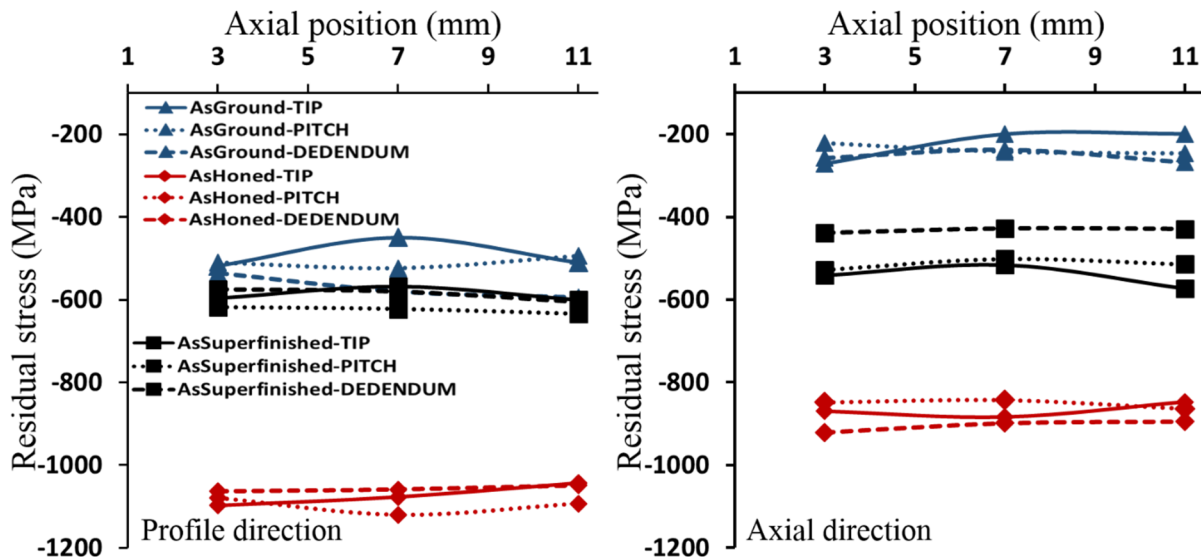 Axial position (mm)
1 3 5 7 9 11
Residual stress (MPa)
-200
-400
-600
-800
-1000
-1200
AsGround-TIP
AsGround-PITCH
AsGround-DEDENDUM
AsHoned-TIP
AsHoned-PITCH
AsHoned-DEDENDUM
AsSuperfinished-TIP
AsSuperfinished-PITCH
AsSuperfinished-DEDENDUM
Profile direction
Axial position (mm)
1 3 5 7 9 11
Residual stress (MPa)
-200
-400
-600
-800
-1000
-1200
Axial direction